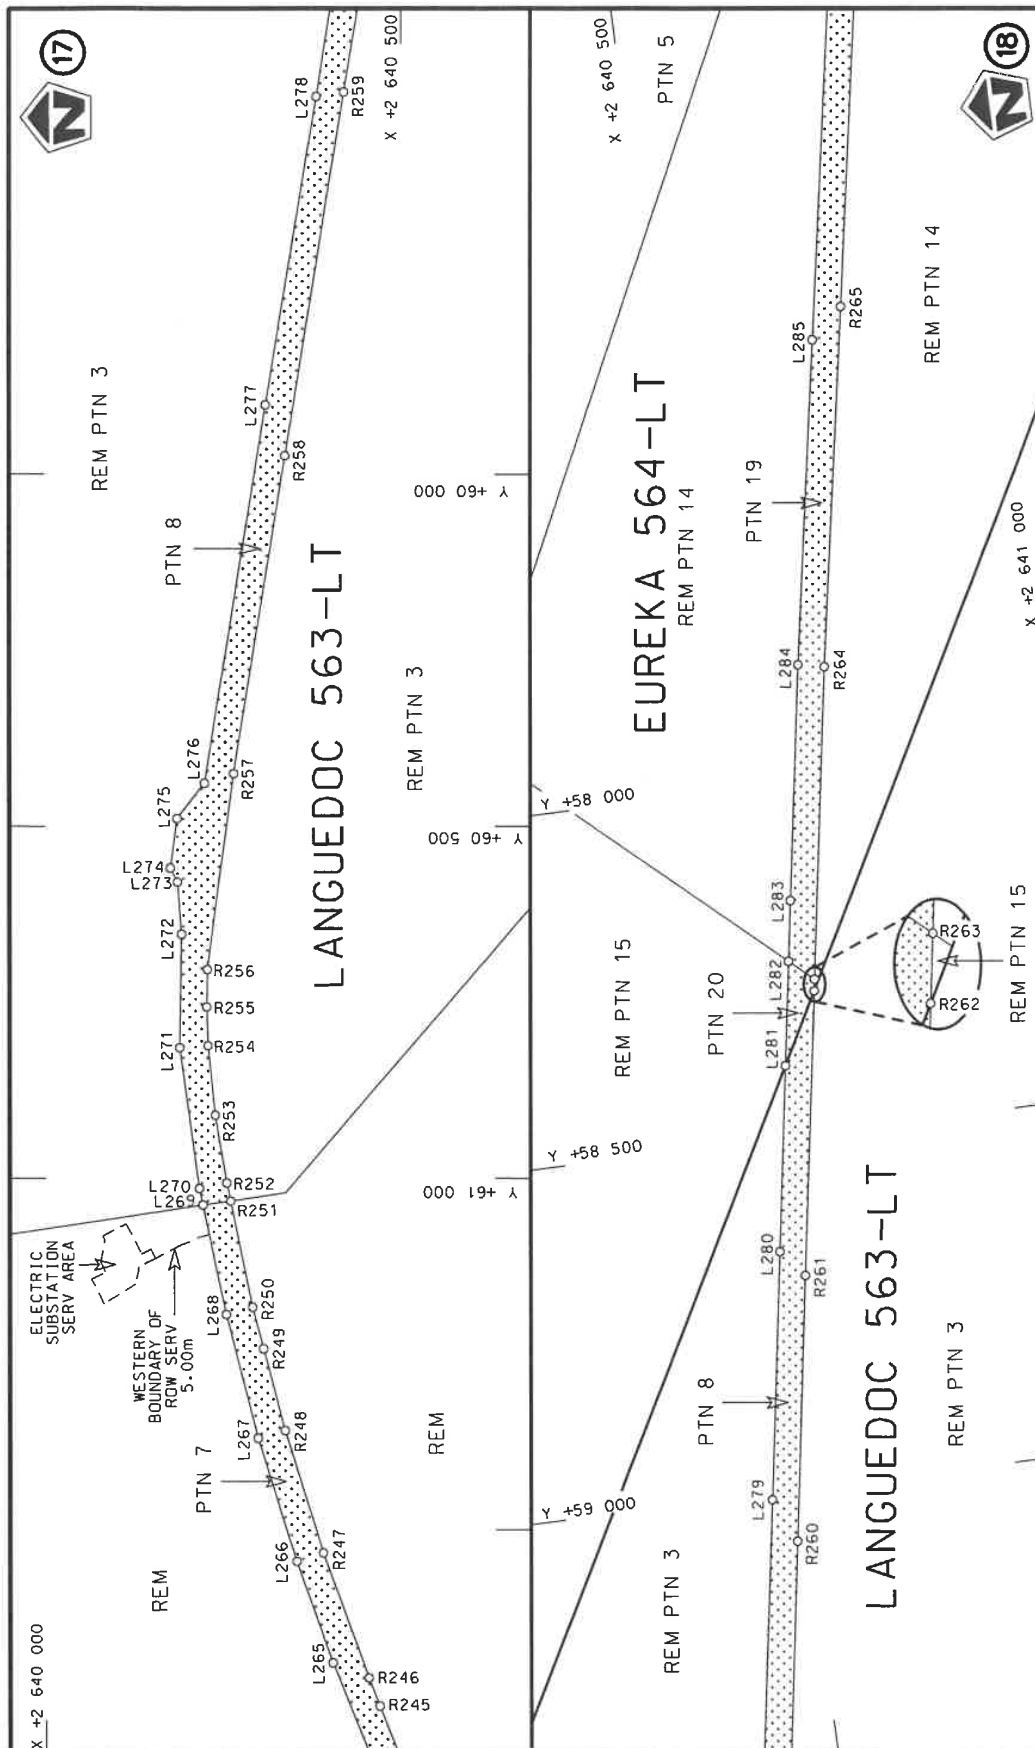 17
N
L278
R259
X +2 640 500
REM PTN 3
L277
R258
Y +60 000
PTN 8
LANGUEDOC 563-LT
REM PTN 3
L276
R257
L275
Y +60 500
L274
L273
L272
R256
R255
L271
R254
R253
L270
L269
R252
R251
Y +61 000
ELECTRIC
SUBSTATION
SERV AREA
WESTERN
BOUNDARY OF
ROW SERV
5.00m
L268
R250
R249
L267
R248
PTN 7
REM
L266
R247
REM
L265
R246
R245
X +2 640 000
18
N
X +2 640 500
PTN 5
REM PTN 14
L285
R265
EUREKA 564-LT
REM PTN 14
PTN 19
X +2 641 000
L284
R264
Y +58 000
L283
L282
REM PTN 15
PTN 20
L281
R263
R262
REM PTN 15
Y +58 500
L280
R261
LANGUEDOC 563-LT
PTN 8
REM PTN 3
L279
R260
Y +59 000
REM PTN 3